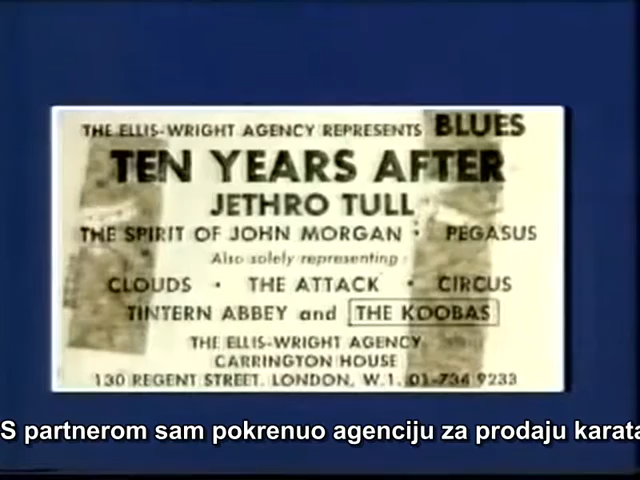 THE ELLIS-WRIGHT AGENCY REPRESENTS BLUES
TEN YEARS AFTER
JETHRO TULL
THE SPIRIT OF JOHN MORGAN • PEGASUS
Also solely representing
CLOUDS • THE ATTACK • CIRCUS
TINTERN ABBEY and THE KOOBAS
THE ELLIS-WRIGHT AGENCY
CARRINGTON HOUSE
130 REGENT STREET. LONDON, W.1. 01-734 9233
S partnerom sam pokrenuo agenciju za prodaju karata